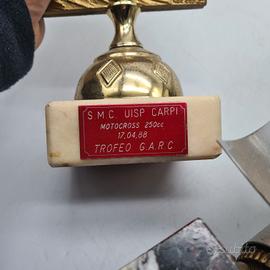 S.M.C. UISP CARPI
MOTOCROSS 250cc
17.04.88
TROFEO G.A.R.C